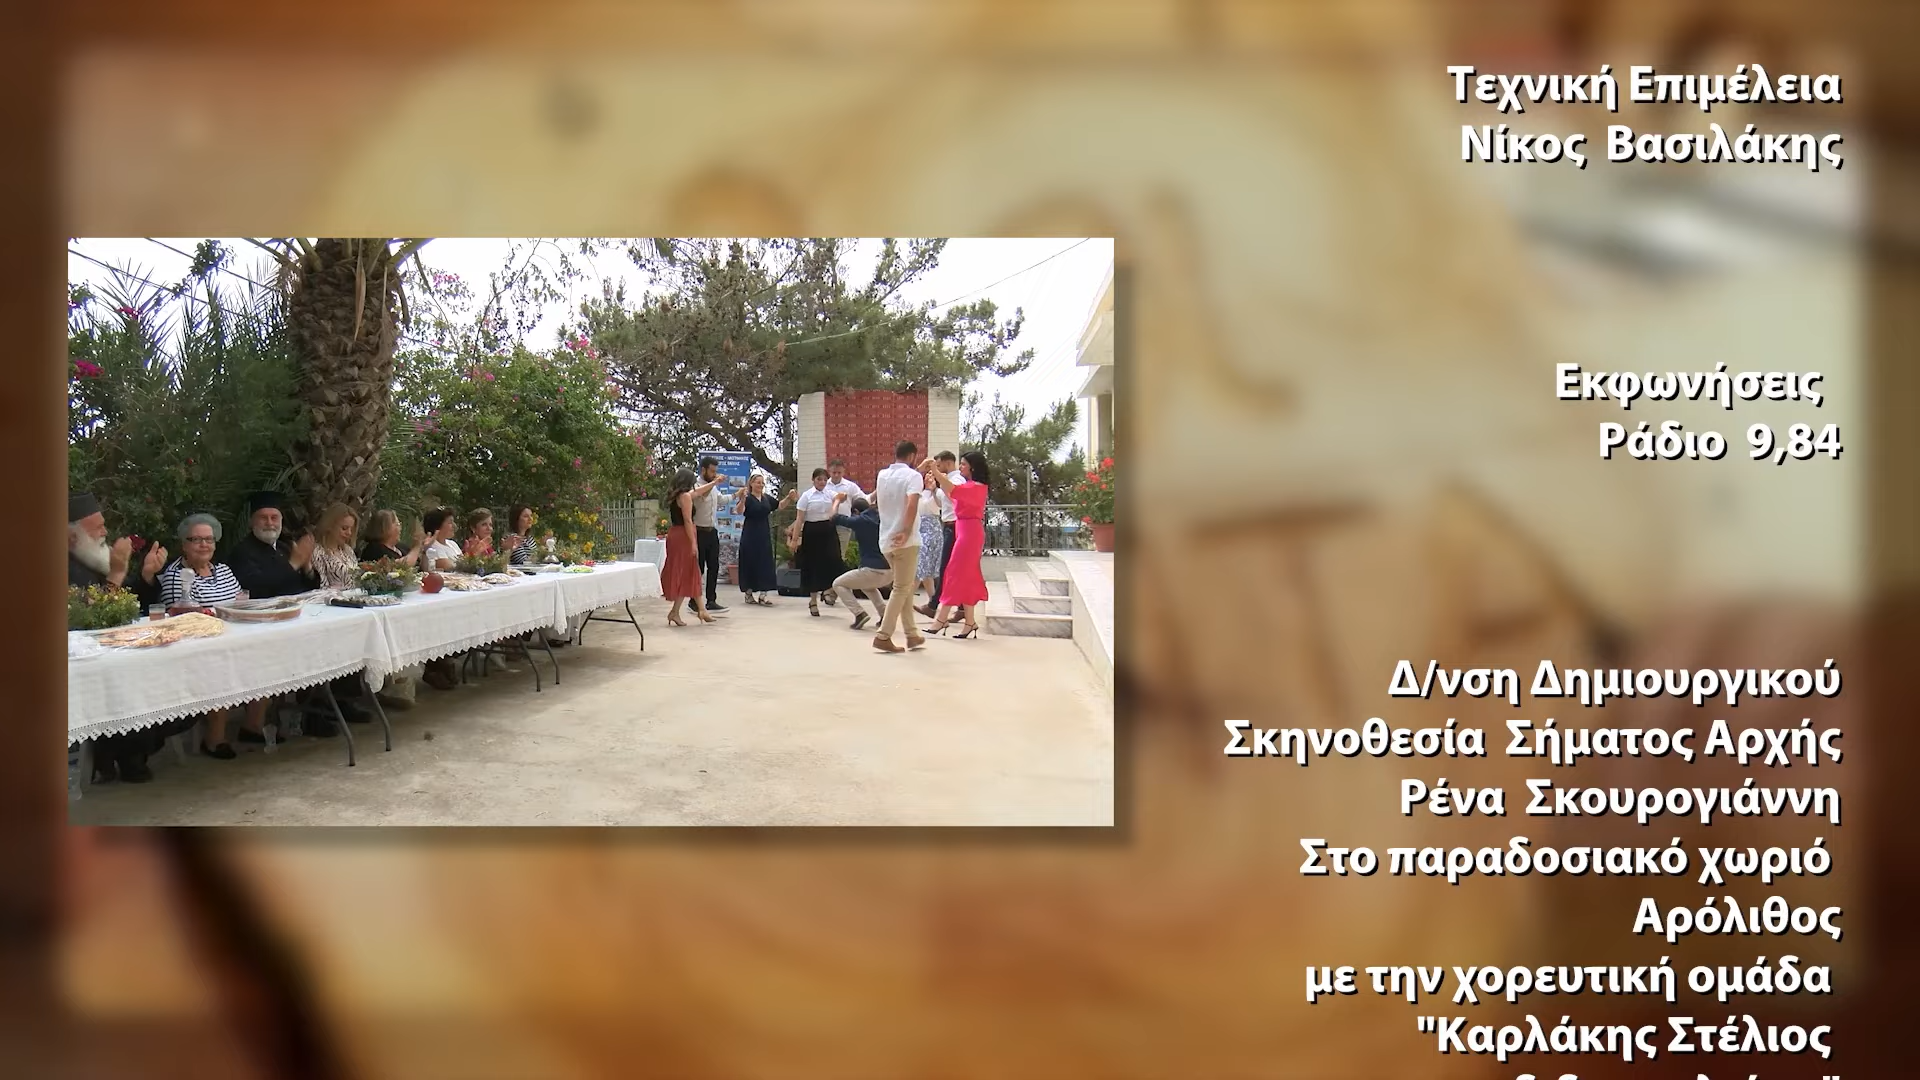 Τεχνική Επιμέλεια
Νίκος Βασιλάκης
Εκφωνήσεις
Ράδιο 9,84
Δ/νση Δημιουργικού
Σκηνοθεσία Σήματος Αρχής
Ρένα Σκουρογιάννη
Στο παραδοσιακό χωριό
Αρόλιθος
με την χορευτική ομάδα
"Καρλάκης Στέλιος